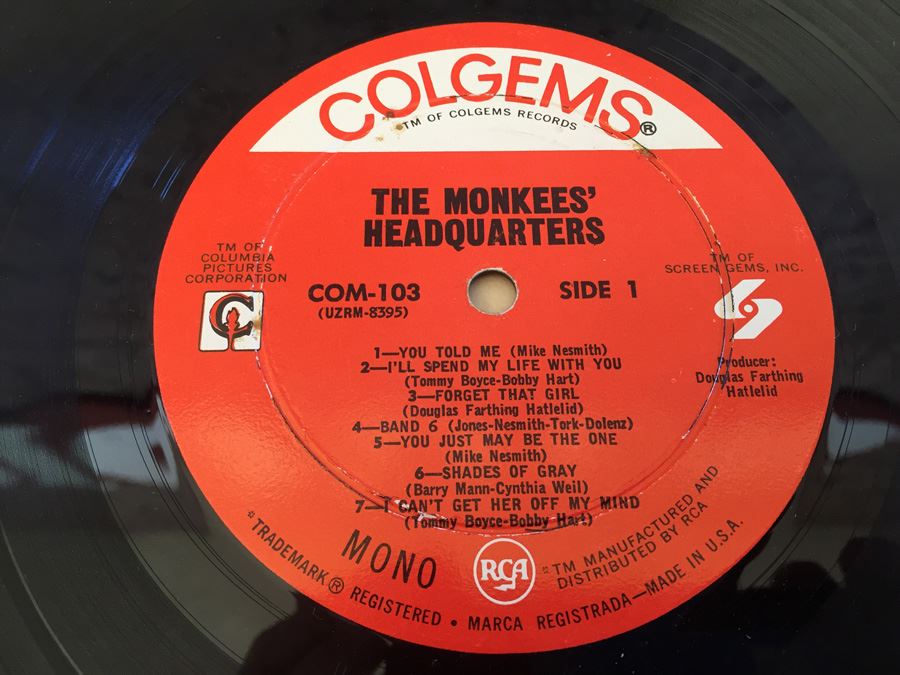 COLGEMS®
TM OF COLGEMS RECORDS
THE MONKEES'
HEADQUARTERS
TM OF
COLUMBIA
PICTURES
CORPORATION
C
COM-103
(UZRM-8395)
SIDE 1
TM OF
SCREEN GEMS, INC.
S
Producer:
Douglas Farthing
Hatlelid
1—YOU TOLD ME (Mike Nesmith)
2—I'LL SPEND MY LIFE WITH YOU
(Tommy Boyce-Bobby Hart)
3—FORGET THAT GIRL
(Douglas Farthing Hatlelid)
4—BAND 6 (Jones-Nesmith-Tork-Dolenz)
5—YOU JUST MAY BE THE ONE
(Mike Nesmith)
6—SHADES OF GRAY
(Barry Mann-Cynthia Weil)
7—I CAN'T GET HER OFF MY MIND
(Tommy Boyce-Bobby Hart)
MONO
RCA
TM MANUFACTURED AND
DISTRIBUTED BY RCA
TRADEMARK ® REGISTERED • MARCA REGISTRADA—MADE IN U.S.A.